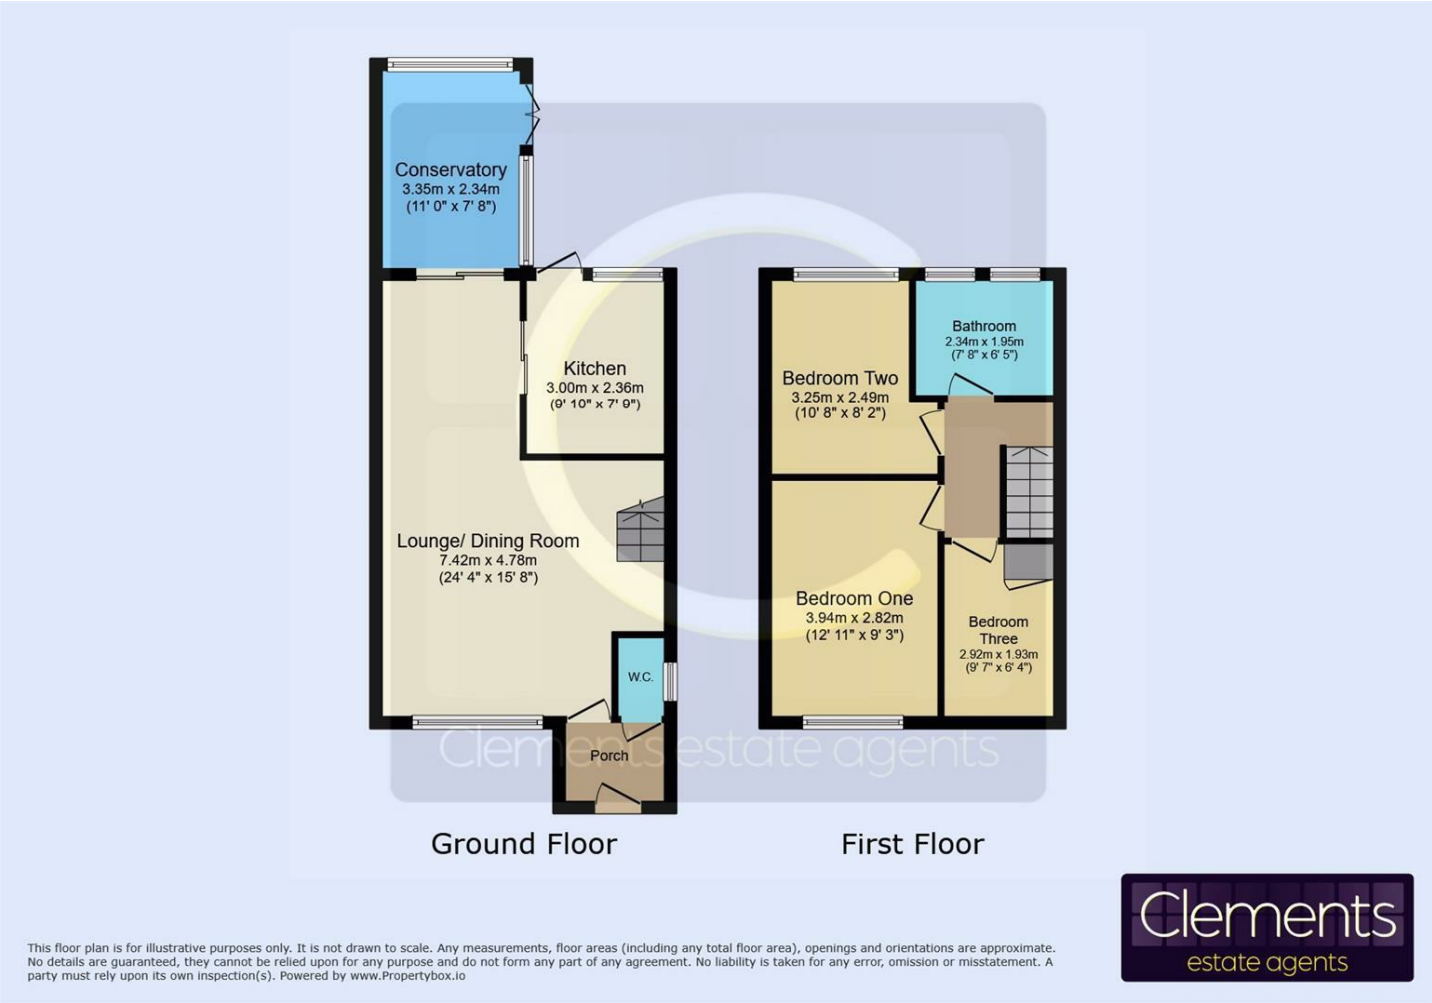 Conservatory
3.35m x 2.34m
(11' 0" x 7' 8")
Kitchen
3.00m x 2.36m
(9' 10" x 7' 9")
Lounge/ Dining Room
7.42m x 4.78m
(24' 4" x 15' 8")
W.C.
Porch
Ground Floor
Bathroom
2.34m x 1.95m
(7' 8" x 6' 5")
Bedroom Two
3.25m x 2.49m
(10' 8" x 8' 2")
Bedroom One
3.94m x 2.82m
(12' 11" x 9' 3")
Bedroom
Three
2.92m x 1.93m
(9' 7" x 6' 4")
First Floor
Clements estate agents
Clements
estate agents
This floor plan is for illustrative purposes only. It is not drawn to scale. Any measurements, floor areas (including any total floor area), openings and orientations are approximate.
No details are guaranteed, they cannot be relied upon for any purpose and do not form any part of any agreement. No liability is taken for any error, omission or misstatement. A
party must rely upon its own inspection(s). Powered by www.Propertybox.io